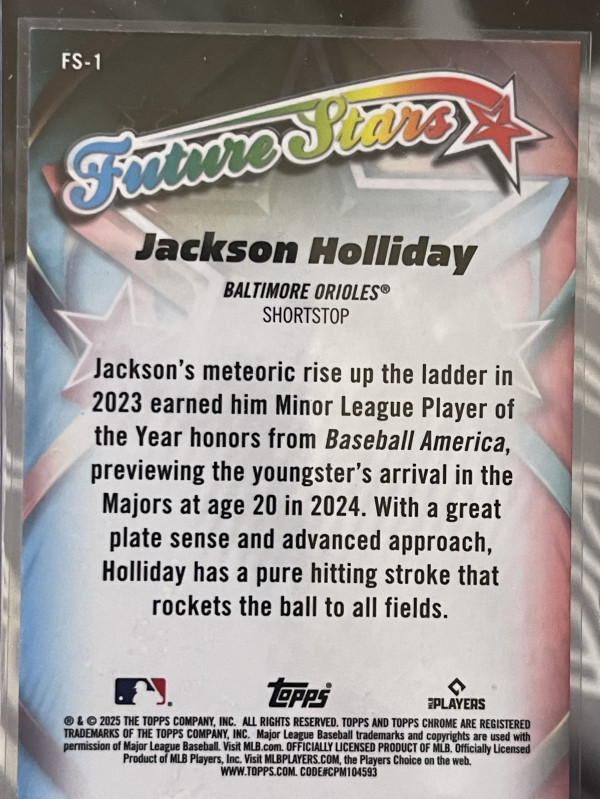 FS-1
Future Stars
Jackson Holliday
BALTIMORE ORIOLES®
SHORTSTOP
Jackson's meteoric rise up the ladder in
2023 earned him Minor League Player of
the Year honors from Baseball America,
previewing the youngster's arrival in the
Majors at age 20 in 2024. With a great
plate sense and advanced approach,
Holliday has a pure hitting stroke that
rockets the ball to all fields.
topps®
MLB PLAYERS
® & © 2025 THE TOPPS COMPANY, INC. ALL RIGHTS RESERVED. TOPPS AND TOPPS CHROME ARE REGISTERED
TRADEMARKS OF THE TOPPS COMPANY, INC. Major League Baseball trademarks and copyrights are used with
permission of Major League Baseball. Visit MLB.com. OFFICIALLY LICENSED PRODUCT OF MLB. Officially Licensed
Product of MLB Players, Inc. Visit MLBPLAYERS.COM, the Players Choice on the web.
WWW.TOPPS.COM. CODE#CPM104593